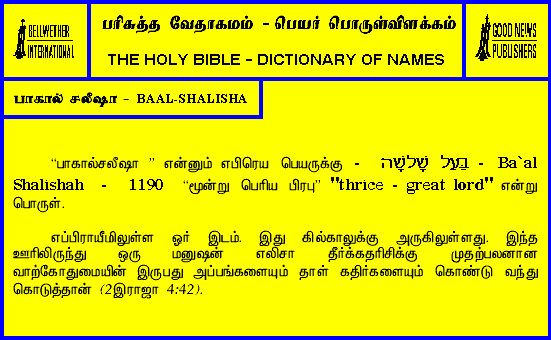 BELLWETHER
INTERNATIONAL
பரிசுத்த வேதாகமம் - பெயர் பொருள்விளக்கம்
THE HOLY BIBLE - DICTIONARY OF NAMES
GOOD NEWS
PUBLISHERS
பாகால் சலீஷா - BAAL-SHALISHA
“பாகால்சலீஷா ” என்னும் எபிரெய பெயருக்கு - בַּעַל שָׁלִשָׁה - Ba`al
Shalishah - 1190 “மூன்று பெரிய பிரபு” "thrice - great lord" என்று
பொருள்.
எப்பிராயீமிலுள்ள ஓர் இடம். இது கில்காலுக்கு அருகிலுள்ளது. இந்த
ஊரிலிருந்து ஒரு மனுஷன் எலிசா தீர்க்கதரிசிக்கு முதற்பலனான
வாற்கோதுமையின் இருபது அப்பங்களையும் தாள் கதிர்களையும் கொண்டு வந்து
கொடுத்தான் (2இராஜா 4:42).